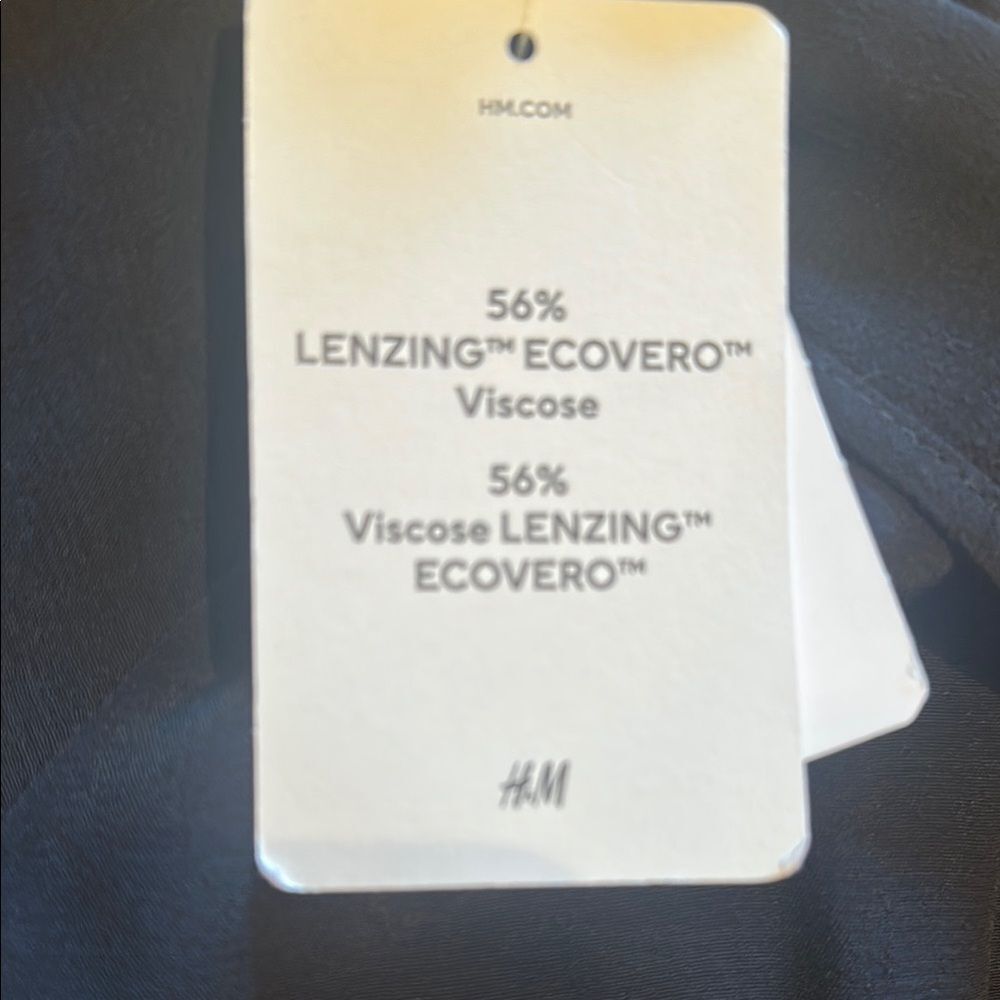 HM.COM
56%
LENZING™ ECOVERO™
Viscose
56%
Viscose LENZING™
ECOVERO™
H&M